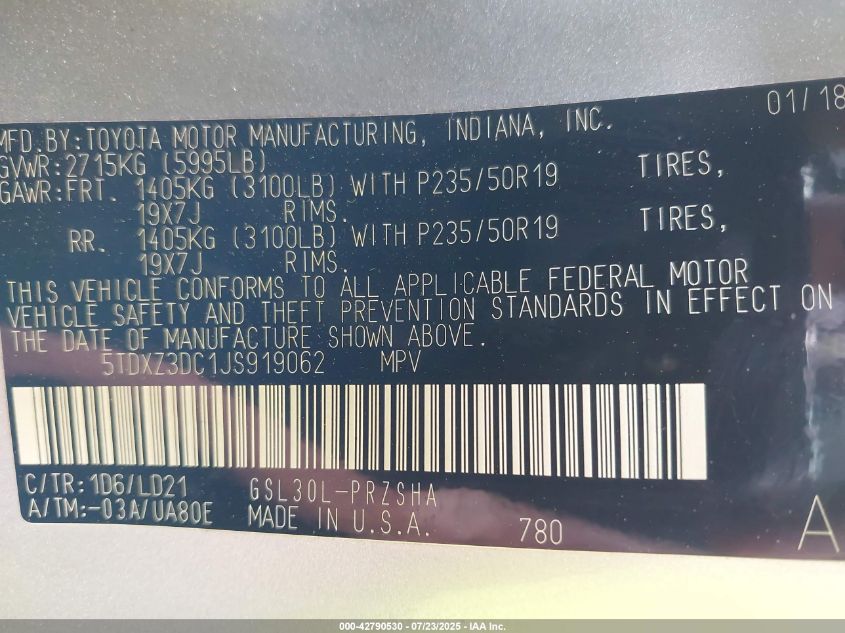 01/18
MFD.BY:TOYOTA MOTOR MANUFACTURING, INDIANA, INC.
GVWR:2715KG (5995LB)
GAWR:FRT. 1405KG (3100LB) WITH P235/50R19 TIRES,
19X7J RIMS.
RR. 1405KG (3100LB) WITH P235/50R19 TIRES,
19X7J RIMS.
THIS VEHICLE CONFORMS TO ALL APPLICABLE FEDERAL MOTOR
VEHICLE SAFETY AND THEFT PREVENTION STANDARDS IN EFFECT ON
THE DATE OF MANUFACTURE SHOWN ABOVE.
5TDXZ3DC1JS919062 MPV
C/TR:1D6/LD21 GSL30L-PRZSHA
A/TM:-03A/UA80E MADE IN U.S.A. 780 A
000-42790530 - 07/23/2025 - IAA Inc.